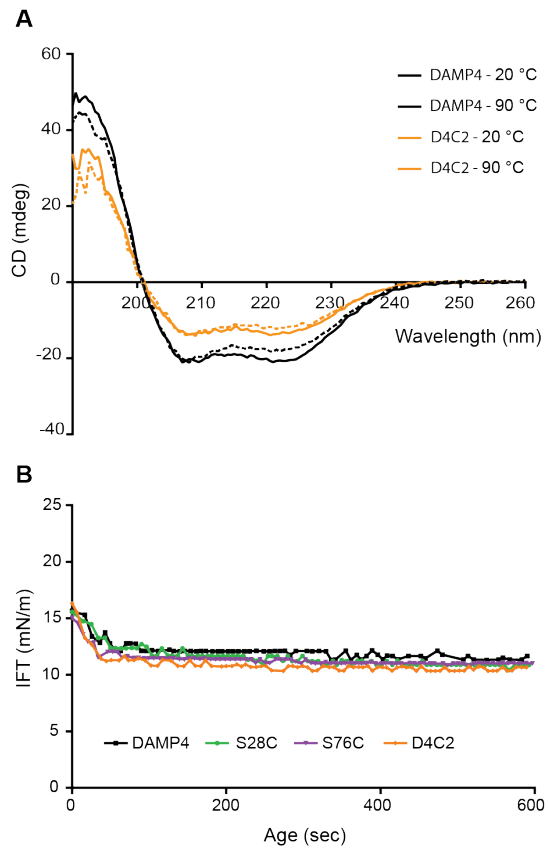 A
60
40
20
0
-20
-40
CD (mdeg)
200 210 220 230 240 250 260
Wavelength (nm)
DAMP4 - 20 °C
DAMP4 - 90 °C
D4C2 - 20 °C
D4C2 - 90 °C
B
25
20
15
10
5
0
IFT (mN/m)
DAMP4 S28C S76C D4C2
0 200 400 600
Age (sec)